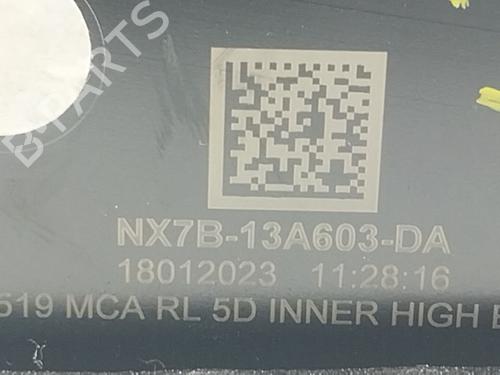 B-PARTS
NX7B-13A603-DA
18012023 11:28:16
519 MCA RL 5D INNER HIGH